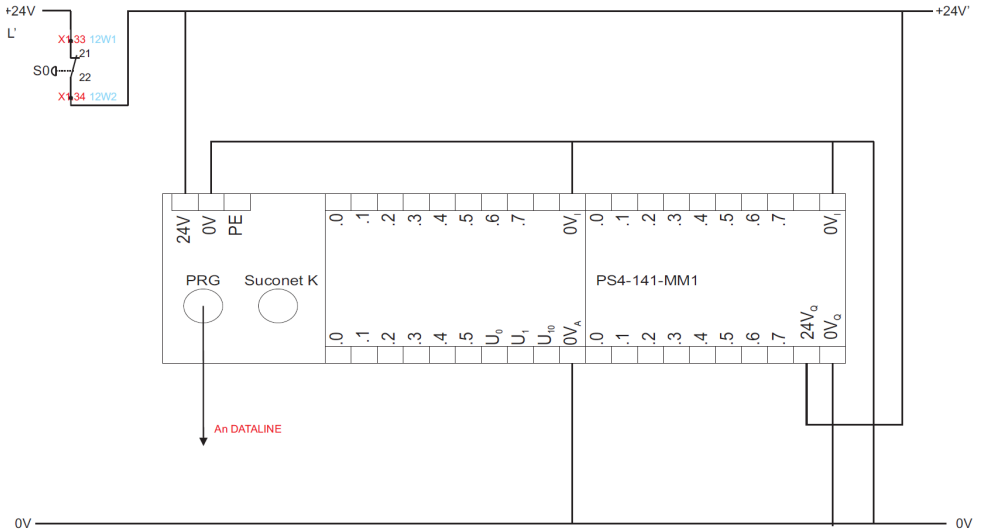 +24V
+24V'
L'
X1.33 12W1
21
S0
22
X1.34 12W2
24V
0V
PE
.0
.1
.2
.3
.4
.5
.6
.7
0VI
.0
.1
.2
.3
.4
.5
.6
.7
0VI
PRG
Suconet K
PS4-141-MM1
.0
.1
.2
.3
.4
.5
U0
U1
U10
0VA
.0
.1
.2
.3
.4
.5
.6
.7
24VQ
0VQ
An DATALINE
0V
0V